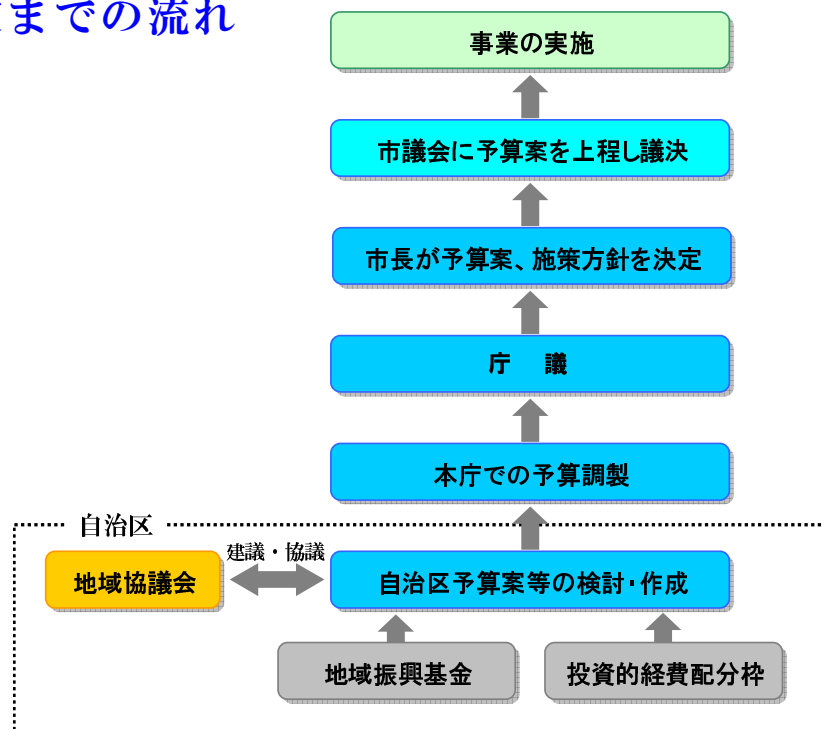 までの流れ
事業の実施
市議会に予算案を上程し議決
市長が予算案、施策方針を決定
庁　議
本庁での予算調製
自治区
建議・協議
地域協議会
自治区予算案等の検討・作成
地域振興基金
投資的経費配分枠